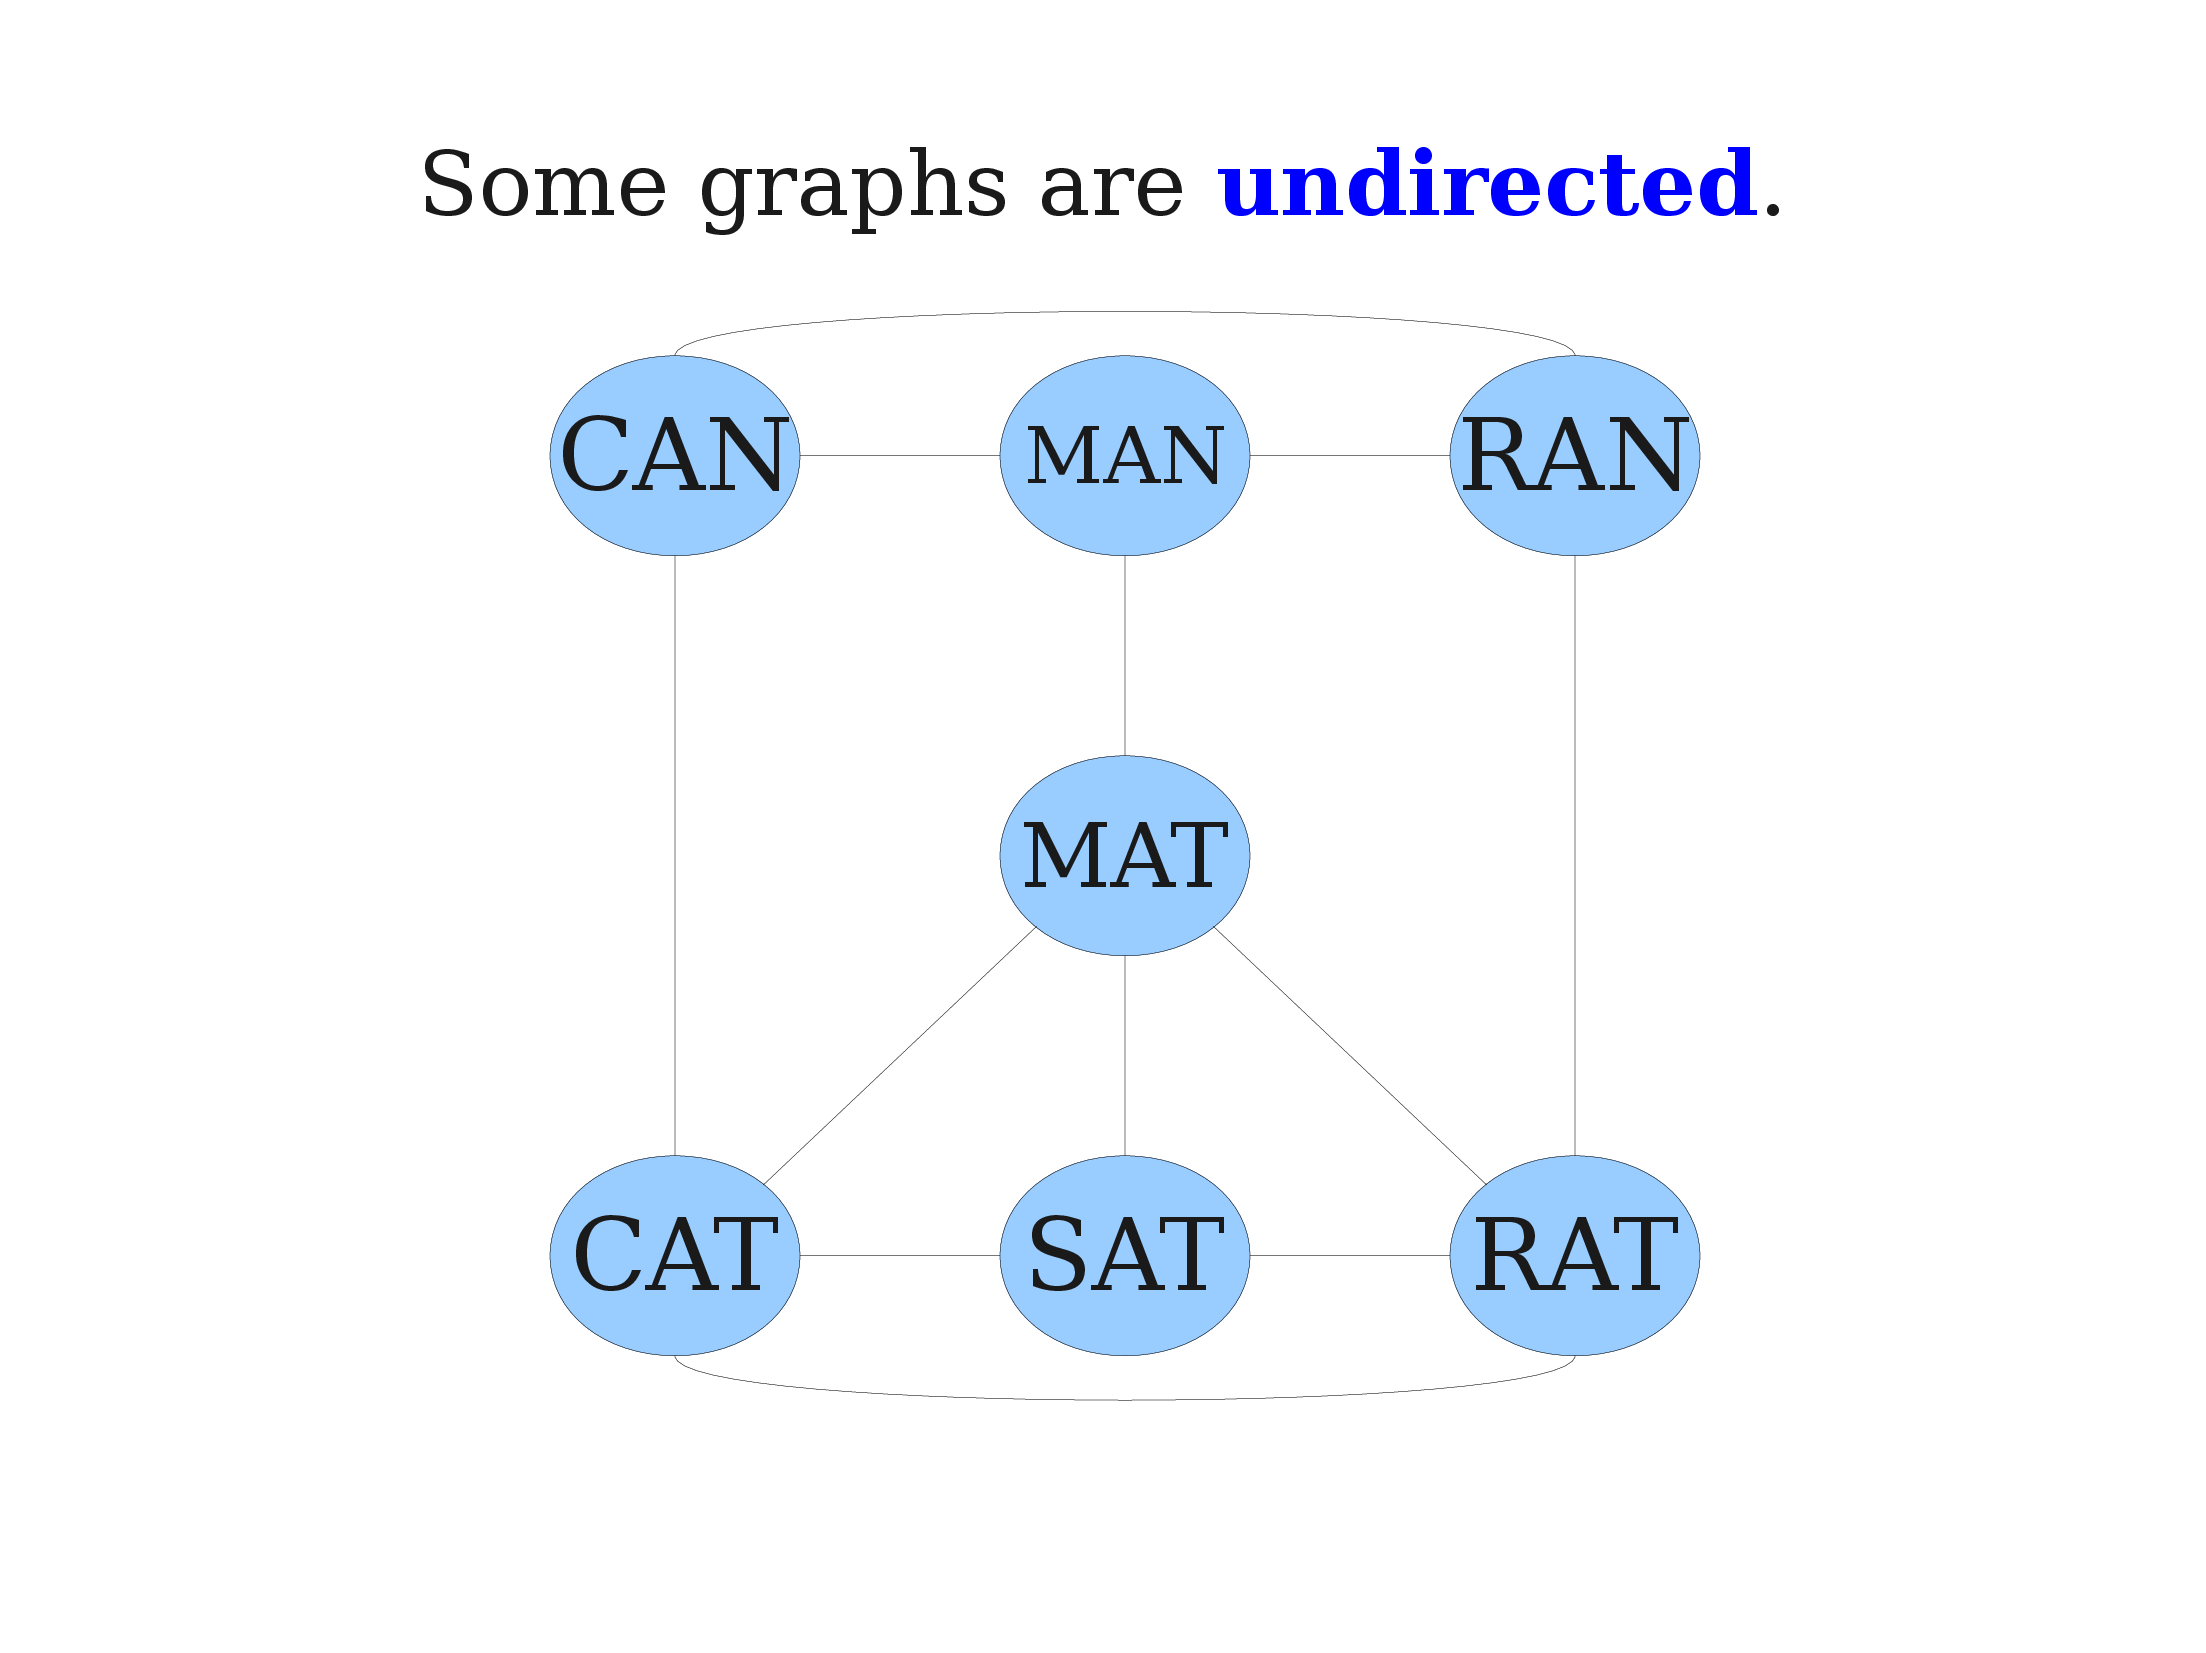 Some graphs are undirected.
CAN MAN RAN
MAT
CAT SAT RAT